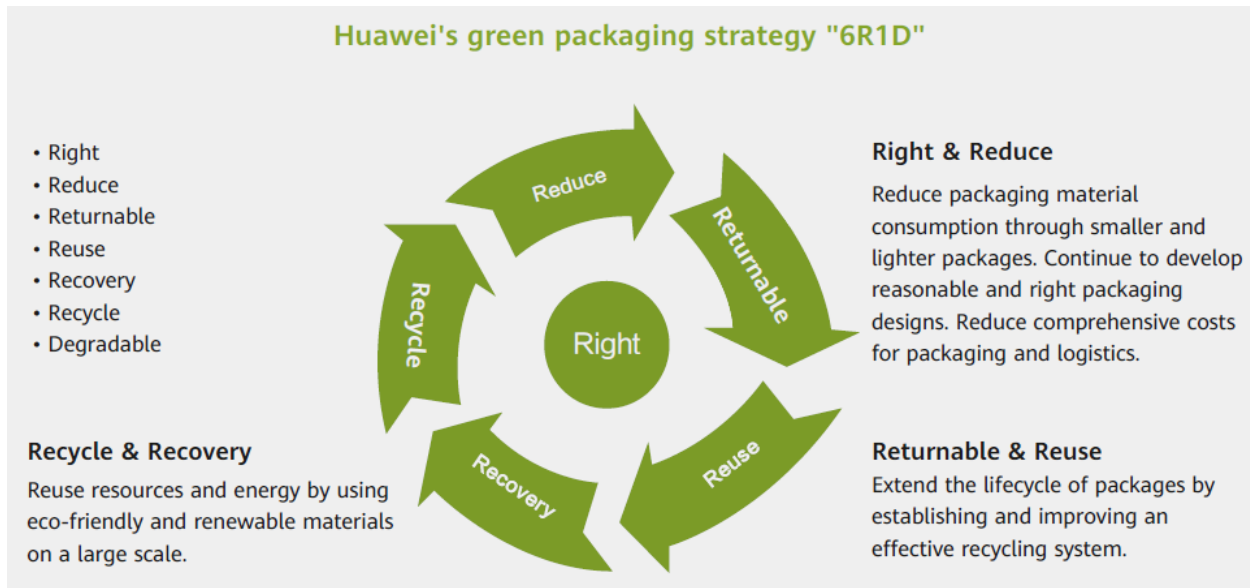 Huawei's green packaging strategy "6R1D"
• Right
• Reduce
• Returnable
• Reuse
• Recovery
• Recycle
• Degradable
Reduce
Returnable
Reuse
Recovery
Recycle
Right
Right & Reduce
Reduce packaging material
consumption through smaller and
lighter packages. Continue to develop
reasonable and right packaging
designs. Reduce comprehensive costs
for packaging and logistics.
Recycle & Recovery
Reuse resources and energy by using
eco-friendly and renewable materials
on a large scale.
Returnable & Reuse
Extend the lifecycle of packages by
establishing and improving an
effective recycling system.